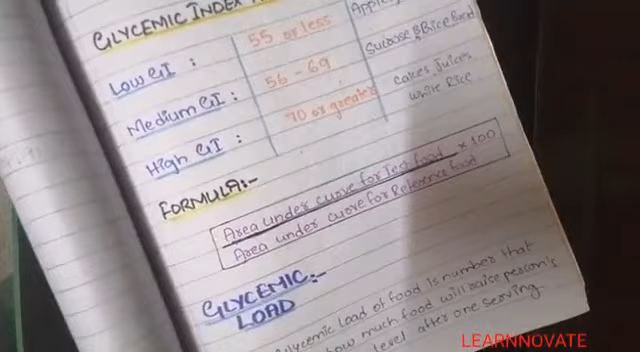 GLYCEMIC INDEX
LOW GI : 55 or less Apple
Medium GI : 56 - 69 Sucrose & Rice
High GI : 70 or greater Cakes, Juices
White Rice
FORMULA:-
Area under curve for Test food x 100
Area under curve for Reference food
GLYCEMIC:-
LOAD
Glycemic Load of food is number that
how much food will raise person's
level after one serving
LEARNNOVATE